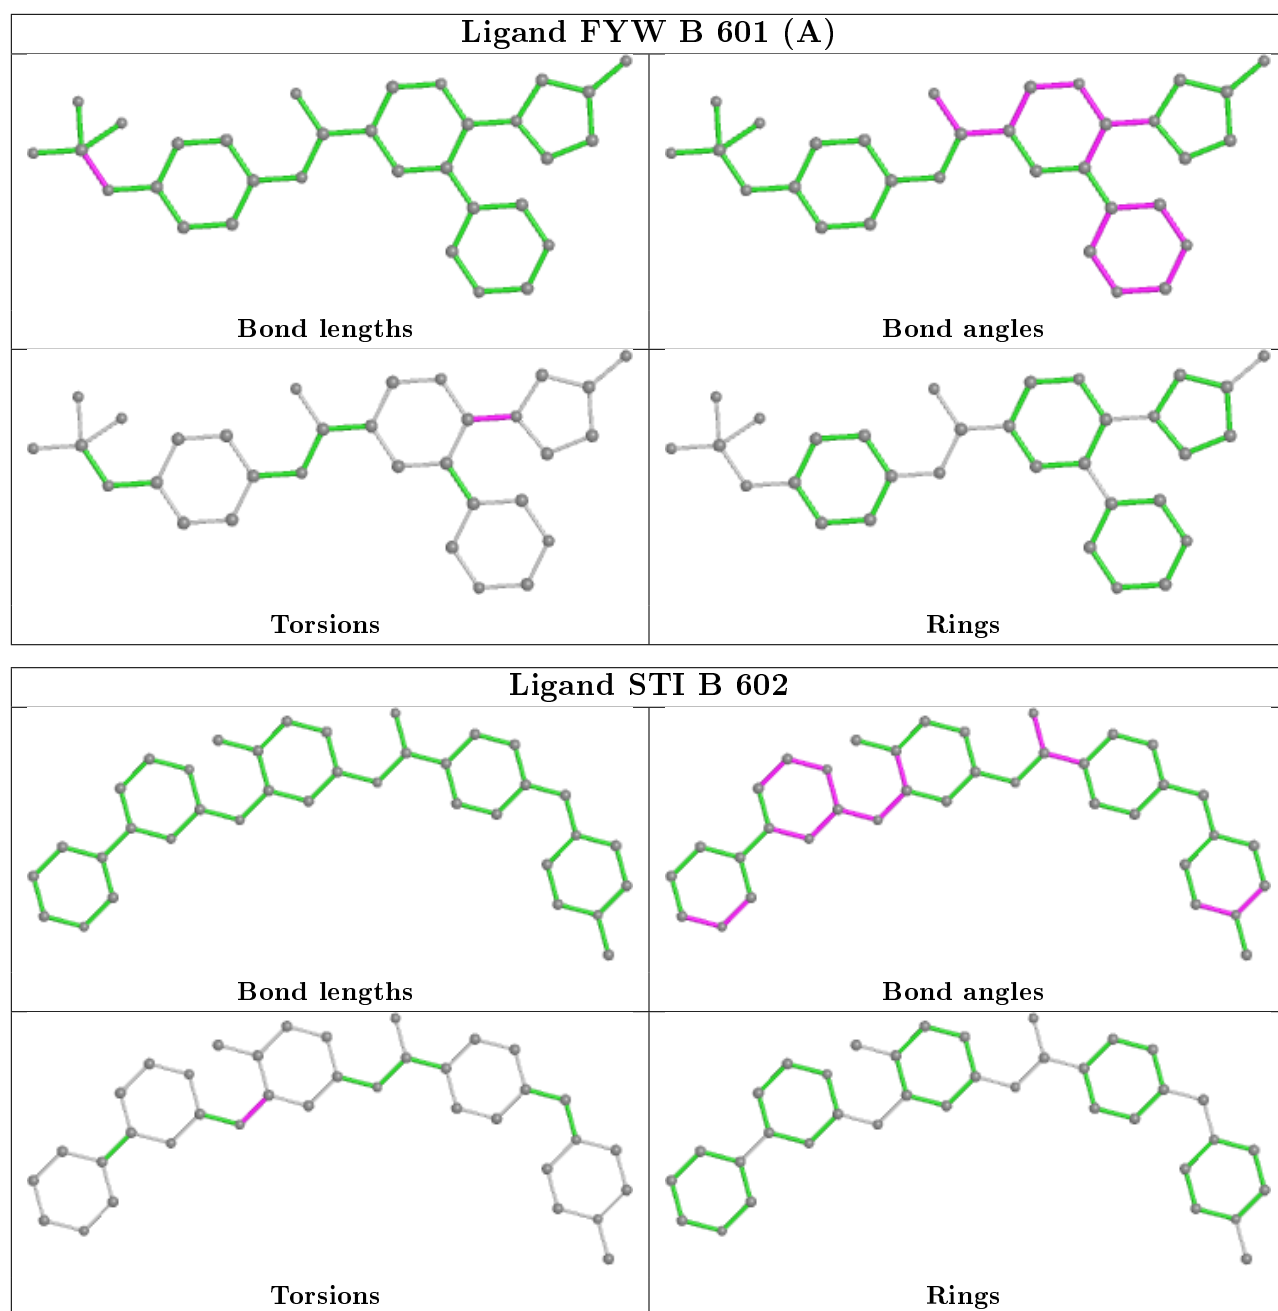 Ligand FYW B 601 (A)
Bond lengths
Bond angles
Torsions
Rings
Ligand STI B 602
Bond lengths
Bond angles
Torsions
Rings